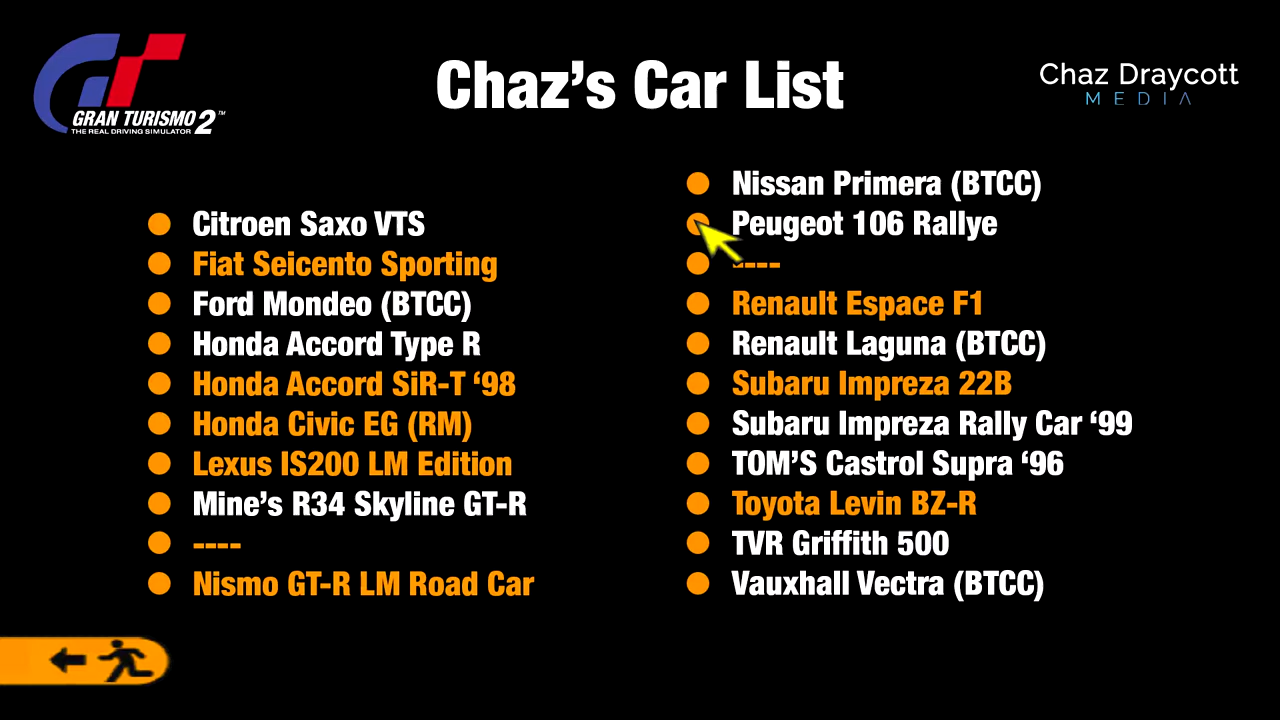 GRAN TURISMO 2™
THE REAL DRIVING SIMULATOR
Chaz’s Car List
Chaz Draycott
MEDIA
Citroen Saxo VTS
Fiat Seicento Sporting
Ford Mondeo (BTCC)
Honda Accord Type R
Honda Accord SiR-T ‘98
Honda Civic EG (RM)
Lexus IS200 LM Edition
Mine’s R34 Skyline GT-R
----
Nismo GT-R LM Road Car
Nissan Primera (BTCC)
Peugeot 106 Rallye
----
Renault Espace F1
Renault Laguna (BTCC)
Subaru Impreza 22B
Subaru Impreza Rally Car ‘99
TOM’S Castrol Supra ‘96
Toyota Levin BZ-R
TVR Griffith 500
Vauxhall Vectra (BTCC)